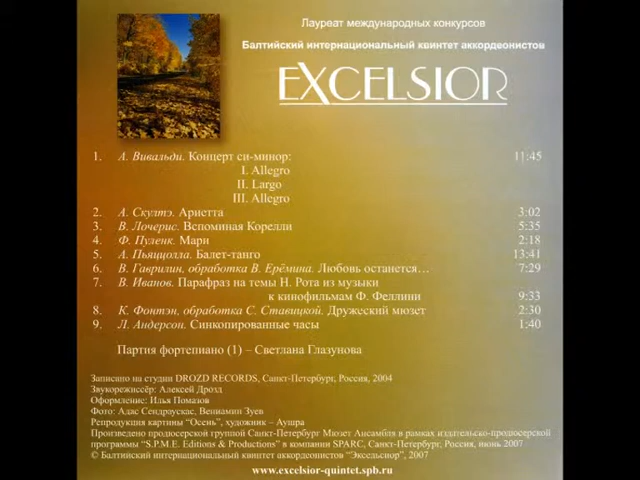 Лауреат международных конкурсов
Балтийский интернациональный квинтет аккордеонистов
EXCELSIOR
1. А. Вивальди. Концерт си-минор: 11:45
I. Allegro
II. Largo
III. Allegro
2. А. Скултэ. Ариетта 3:02
3. В. Лочерис. Вспоминая Корелли 5:35
4. Ф. Пуленк. Мари 2:18
5. А. Пьяццолла. Балет-танго 13:41
6. В. Гаврилин, обработка В. Ерёмина. Любовь останется… 7:29
7. В. Иванов. Парафраз на темы Н. Рота из музыки
к кинофильмам Ф. Феллини 9:33
8. К. Фонтэн, обработка С. Ставицкой. Дружеский мюзет 2:30
9. Л. Андерсон. Синкопированные часы 1:40
Партия фортепиано (1) – Светлана Глазунова
Записано на студии DROZD RECORDS, Санкт-Петербург, Россия, 2004
Звукорежиссёр: Алексей Дрозд
Оформление: Илья Помазов
Фото: Адас Сендраускас, Вениамин Зуев
Репродукция картины “Осень”, художник – Аушра
Произведено продюсерской группой Санкт-Петербург Мюзет Ансамбля в рамках издательско-продюсерской
программы “S.P.M.E. Editions & Productions” в компании SPARC, Санкт-Петербург, Россия, июнь 2007
© Балтийский интернациональный квинтет аккордеонистов “Эксельсиор”, 2007
www.excelsior-quintet.spb.ru